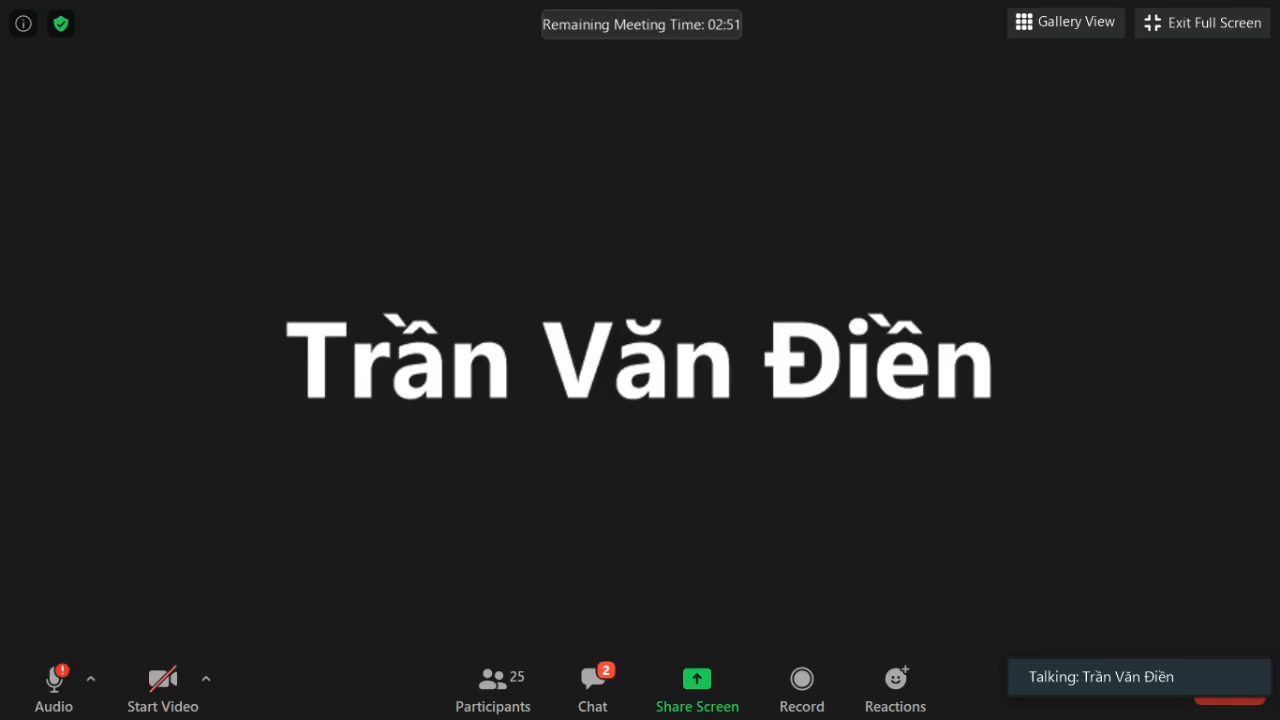 Remaining Meeting Time: 02:51
Gallery View
Exit Full Screen
Trần Văn Điền
Talking: Trần Văn Điền
25
2
Audio
Start Video
Participants
Chat
Share Screen
Record
Reactions